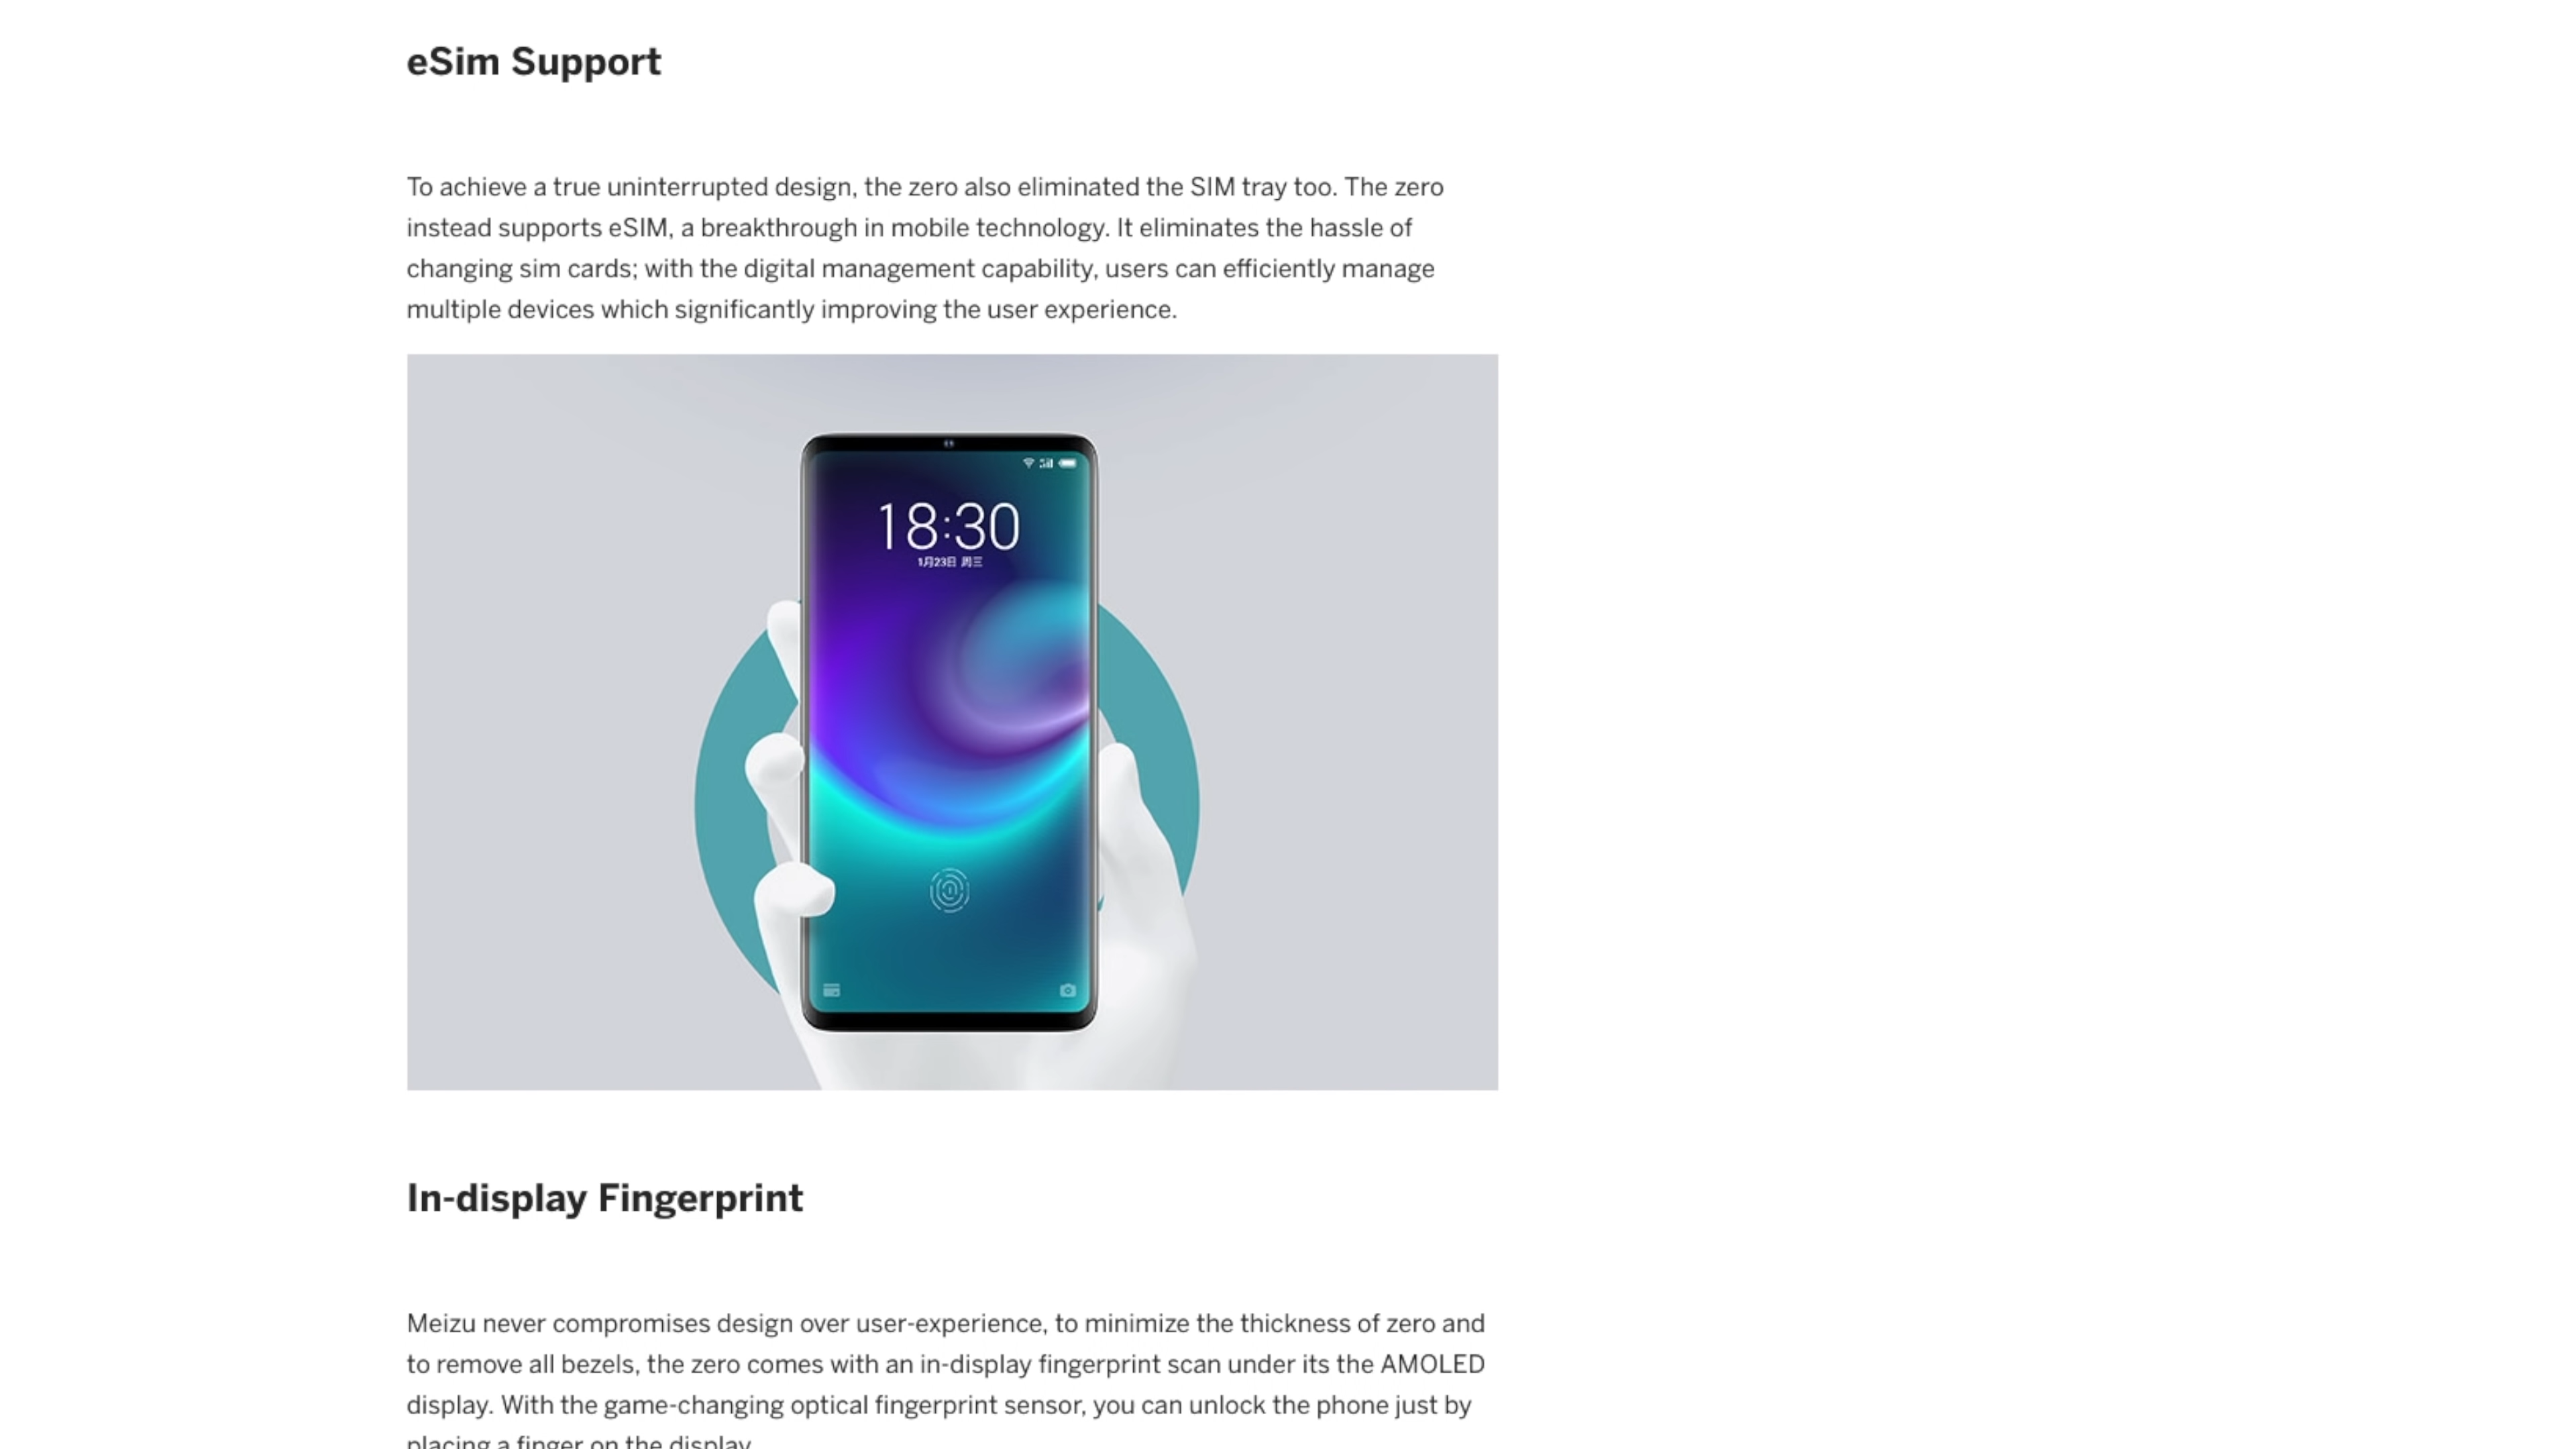 eSim Support
To achieve a true uninterrupted design, the zero also eliminated the SIM tray too. The zero
instead supports eSIM, a breakthrough in mobile technology. It eliminates the hassle of
changing sim cards; with the digital management capability, users can efficiently manage
multiple devices which significantly improving the user experience.
18:30
1月23日 周三
In-display Fingerprint
Meizu never compromises design over user-experience, to minimize the thickness of zero and
to remove all bezels, the zero comes with an in-display fingerprint scan under its the AMOLED
display. With the game-changing optical fingerprint sensor, you can unlock the phone just by
placing a finger on the display.